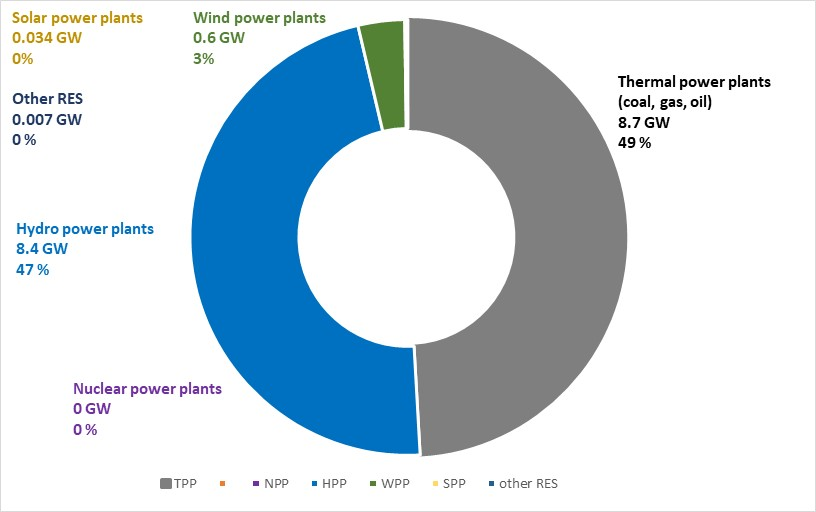 Solar power plants
0.034 GW
0%
Wind power plants
0.6 GW
3%
Other RES
0.007 GW
0 %
Thermal power plants
(coal, gas, oil)
8.7 GW
49 %
Hydro power plants
8.4 GW
47 %
Nuclear power plants
0 GW
0 %
TPP NPP HPP WPP SPP other RES